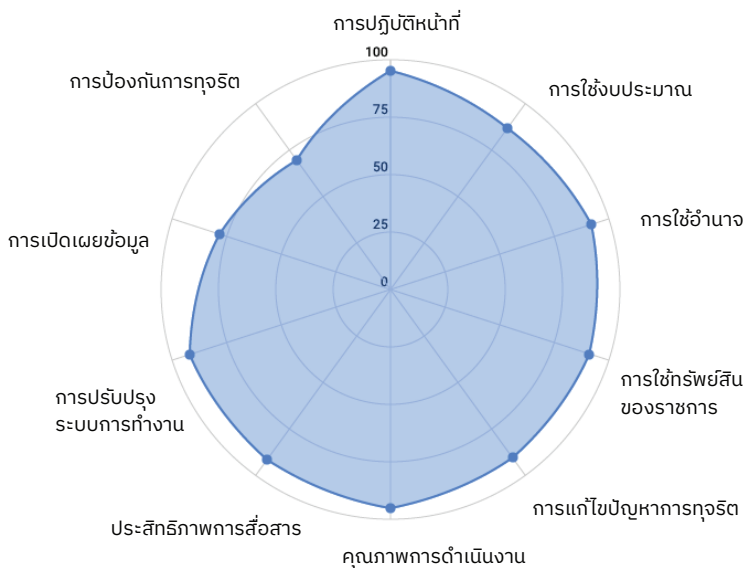 การปฏิบัติหน้าที่
100
การป้องกันการทุจริต
การใช้งบประมาณ
75
50
การเปิดเผยข้อมูล
25
การใช้อำนาจ
0
การปรับปรุง
ระบบการทำงาน
การใช้ทรัพย์สิน
ของราชการ
ประสิทธิภาพการสื่อสาร
การแก้ไขปัญหาการทุจริต
คุณภาพการดำเนินงาน